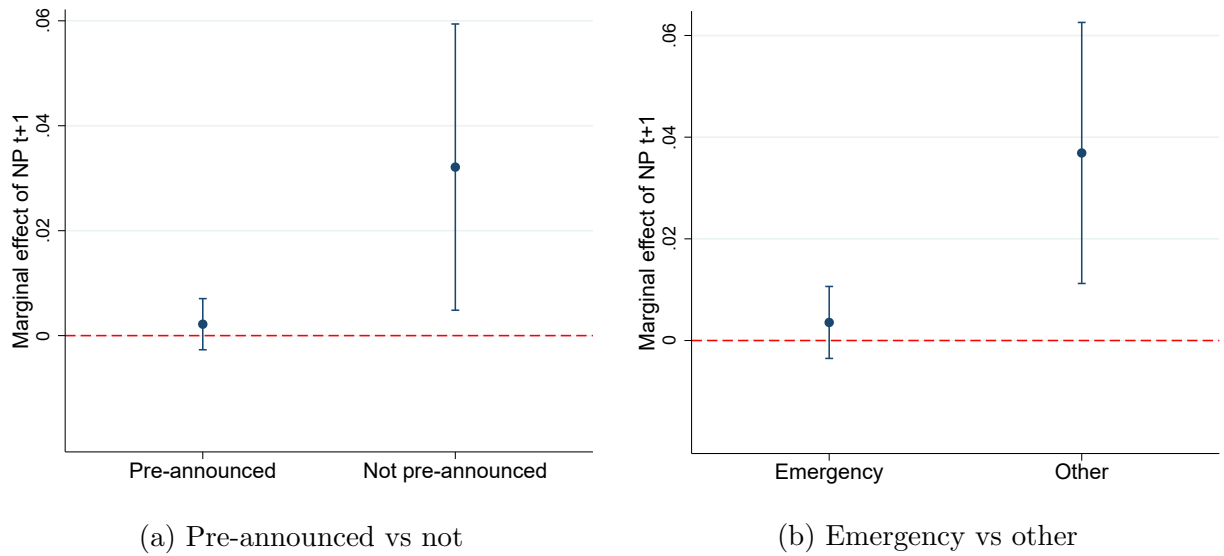 Marginal effect of NP t+1
.06
.04
.02
0
Pre-announced
Not pre-announced
(a) Pre-announced vs not
Marginal effect of NP t+1
.06
.04
.02
0
Emergency
Other
(b) Emergency vs other